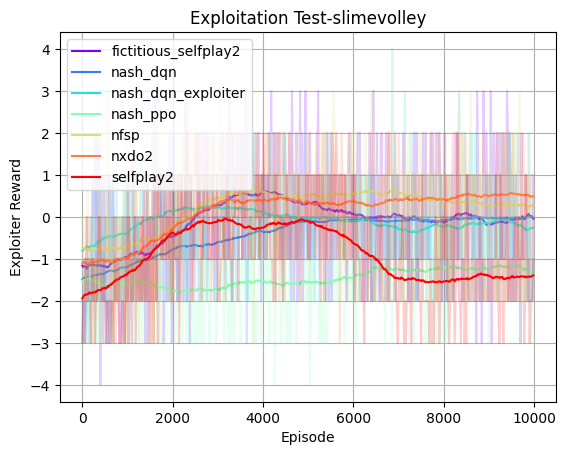 Exploitation Test-slimevolley
fictitious_selfplay2
nash_dqn
nash_dqn_exploiter
nash_ppo
nfsp
nxdo2
selfplay2
Exploiter Reward
4
3
2
1
0
−1
−2
−3
−4
0 2000 4000 6000 8000 10000
Episode